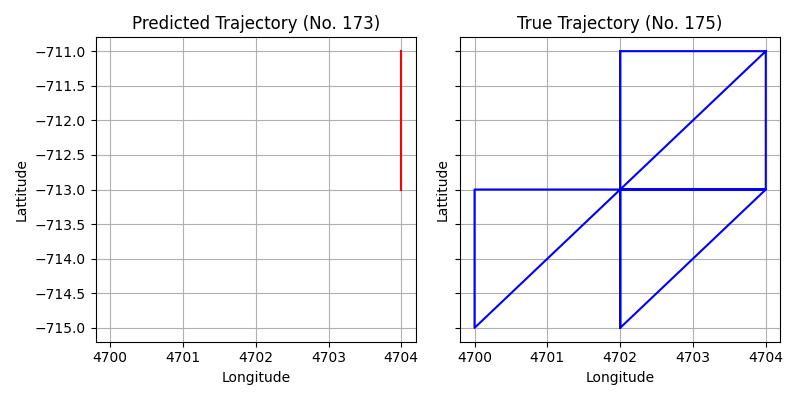 Predicted Trajectory (No. 173)
True Trajectory (No. 175)
Lattitude
−711.0
−711.5
−712.0
−712.5
−713.0
−713.5
−714.0
−714.5
−715.0
4700 4701 4702 4703 4704
Longitude
Lattitude
4700 4701 4702 4703 4704
Longitude